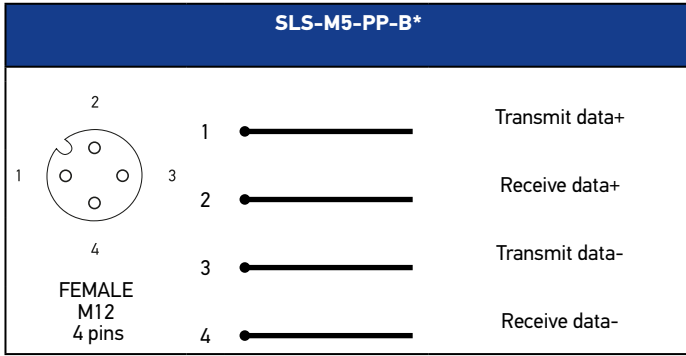 SLS-M5-PP-B*
2
1
3
4
FEMALE
M12
4 pins
1 Transmit data+
2 Receive data+
3 Transmit data-
4 Receive data-